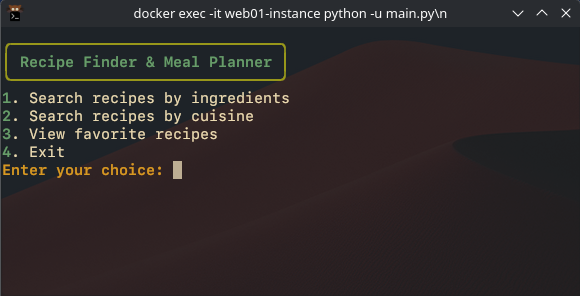 docker exec -it web01-instance python -u main.py\n
Recipe Finder & Meal Planner
1. Search recipes by ingredients
2. Search recipes by cuisine
3. View favorite recipes
4. Exit
Enter your choice: